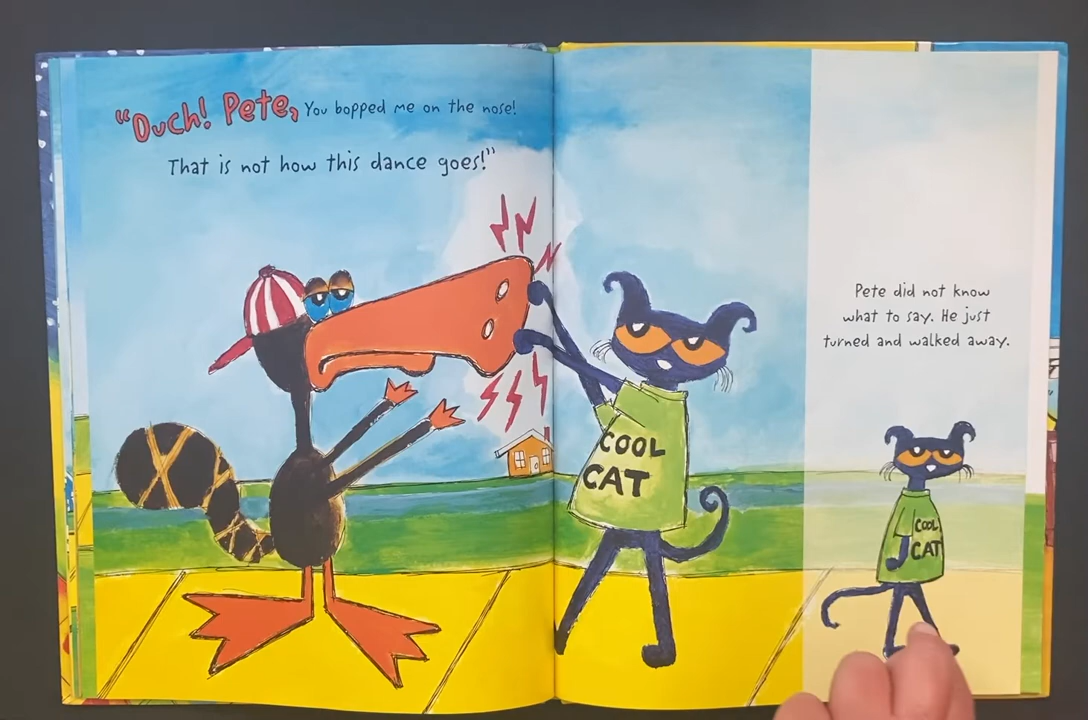 "Ouch! Pete, You bopped me on the nose!
That is not how this dance goes!"
COOL
CAT
Pete did not know
what to say. He just
turned and walked away.
COOL
CAT